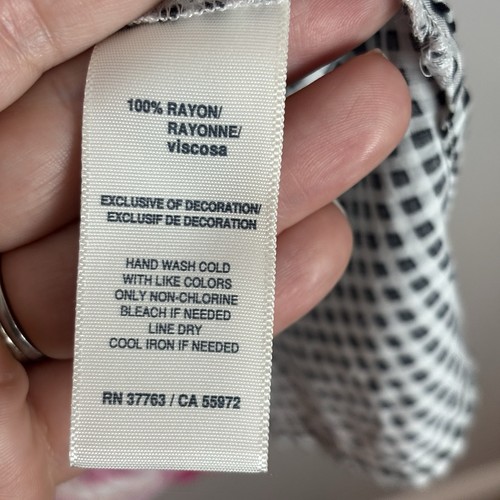 100% RAYON/
RAYONNE/
viscosa
EXCLUSIVE OF DECORATION/
EXCLUSIF DE DECORATION
HAND WASH COLD
WITH LIKE COLORS
ONLY NON-CHLORINE
BLEACH IF NEEDED
LINE DRY
COOL IRON IF NEEDED
RN 37763 / CA 55972